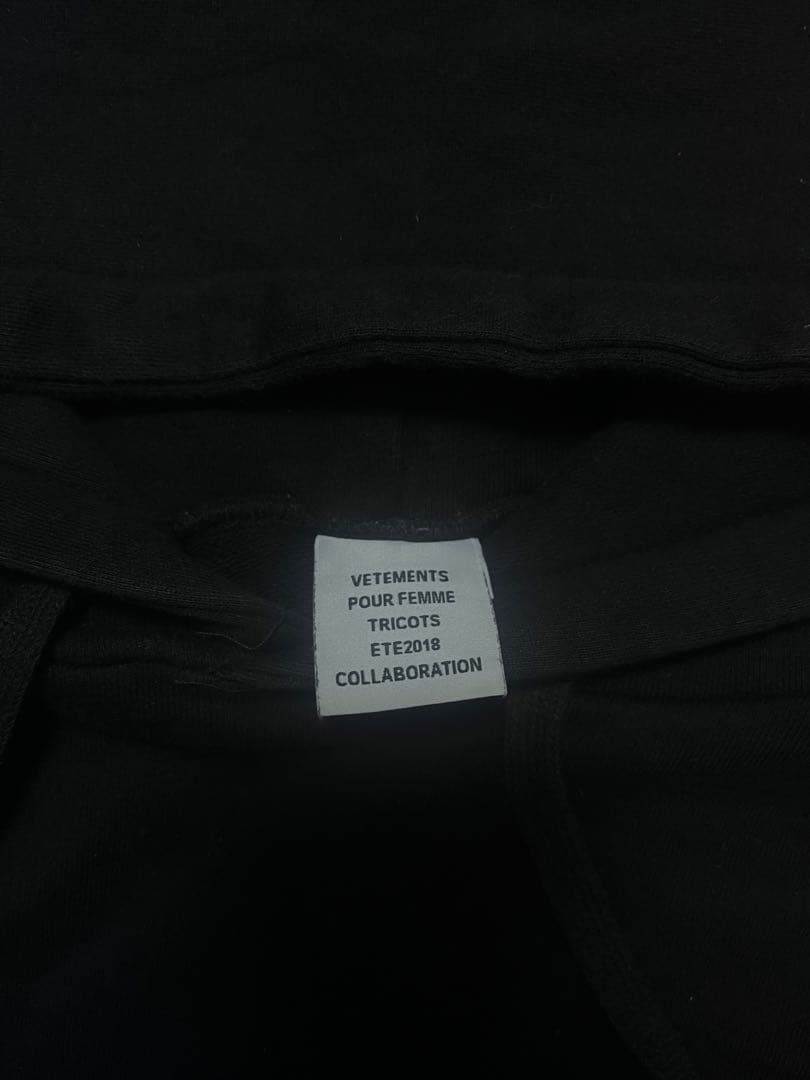 VETEMENTS
POUR FEMME
TRICOTS
ETE2018
COLLABORATION